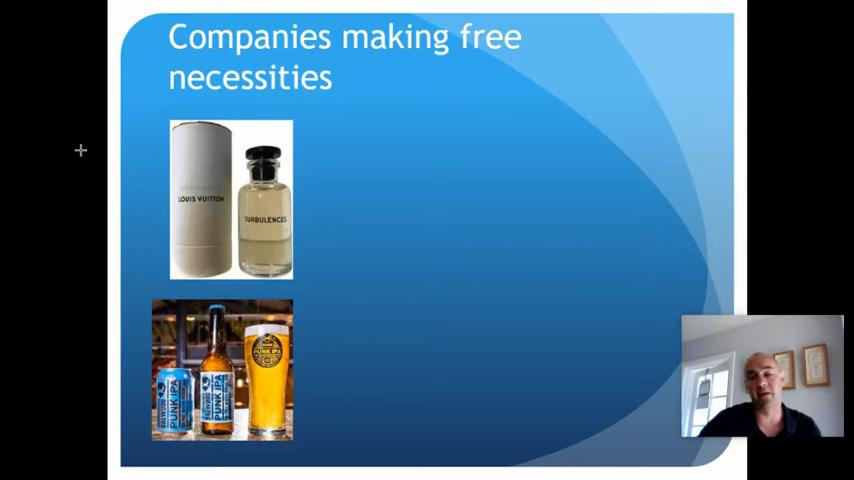 Companies making free
necessities
LOUIS VUITTON
TURBULENCES
PUNK IPA
PUNK IPA
PUNK IPA